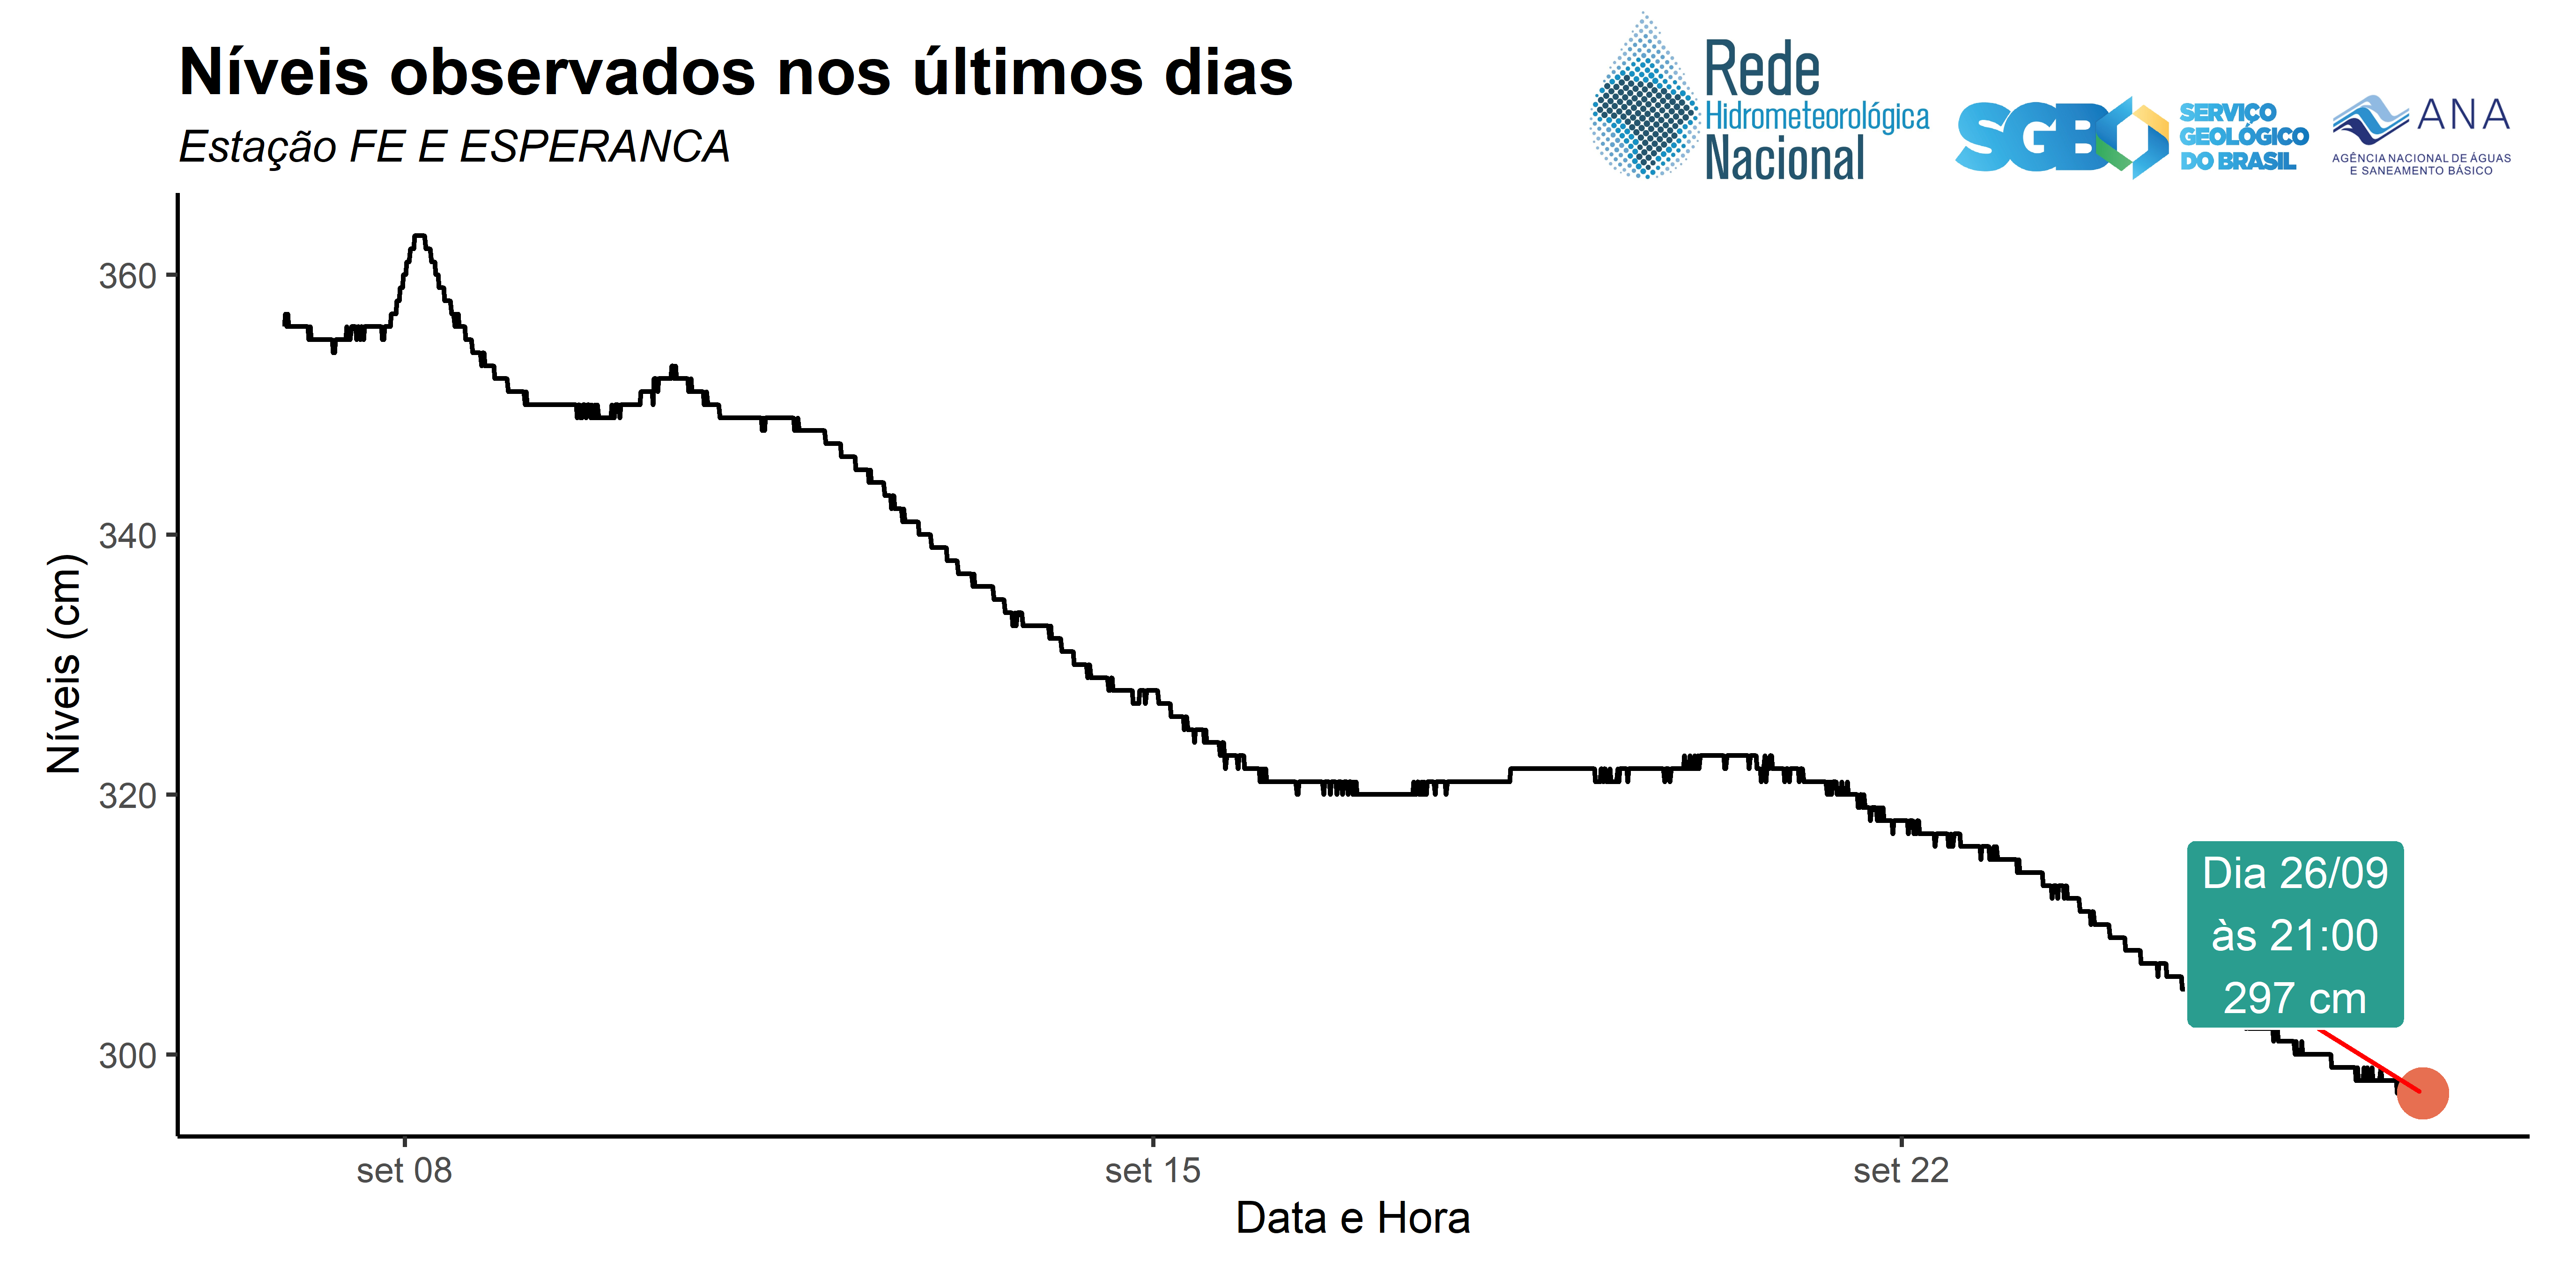 Níveis observados nos últimos dias
Estação FE E ESPERANCA
Rede
Hidrometeorológica
Nacional
SGB
SERVIÇO
GEOLÓGICO
DO BRASIL
ANA
AGÊNCIA NACIONAL DE ÁGUAS
E SANEAMENTO BÁSICO
Níveis (cm)
360
340
320
300
Dia 26/09
às 21:00
297 cm
set 08
set 15
set 22
Data e Hora